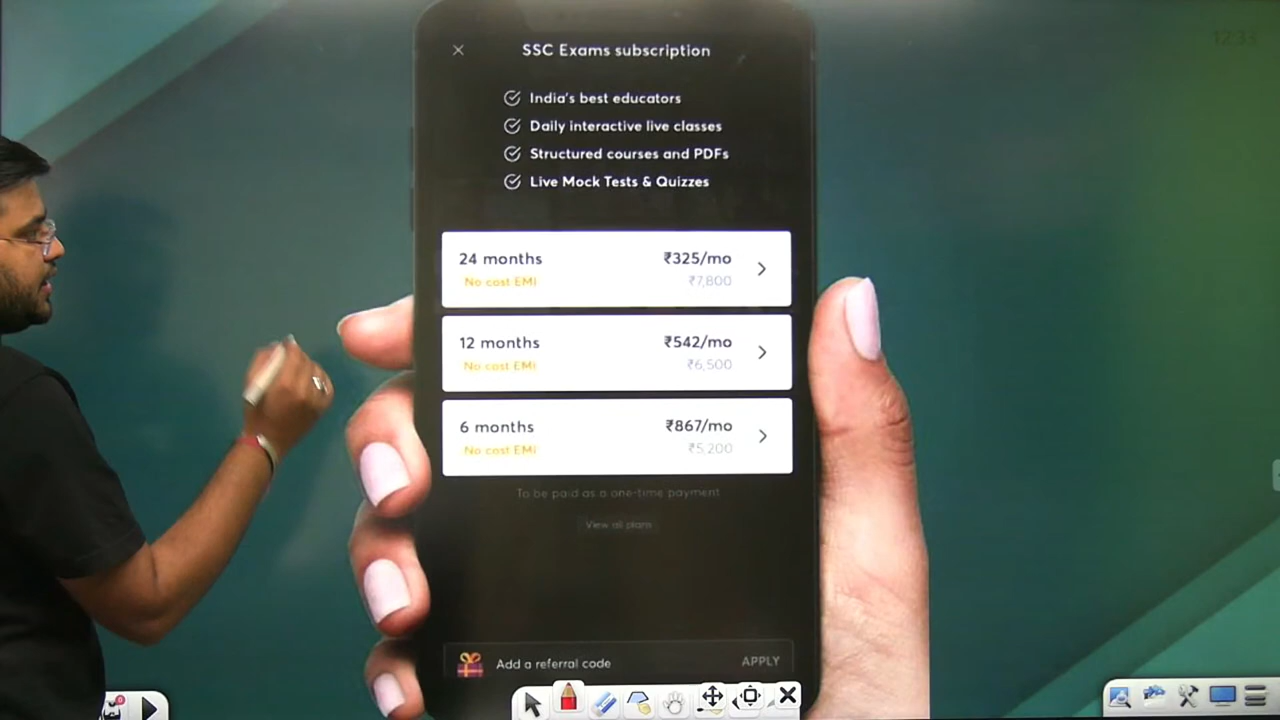 12:33
SSC Exams subscription
India's best educators
Daily interactive live classes
Structured courses and PDFs
Live Mock Tests & Quizzes
24 months ₹325/mo
No cost EMI ₹7,800
12 months ₹542/mo
No cost EMI ₹6,500
6 months ₹867/mo
No cost EMI ₹5,200
To be paid as a one-time payment
View all plans
Add a referral code APPLY